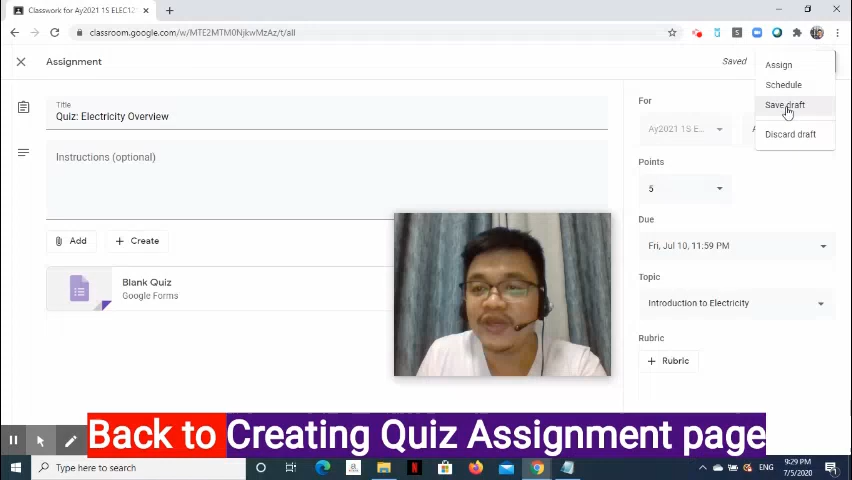 Classwork for Ay2021 1S ELEC12
classroom.google.com/w/MTE2MTM0NjkwMzAz/t/all
Assignment
Saved
Assign
Schedule
Save draft
Discard draft
Title
Quiz: Electricity Overview
Instructions (optional)
Add
Create
Blank Quiz
Google Forms
For
Ay2021 1S E...
Points
5
Due
Fri, Jul 10, 11:59 PM
Topic
Introduction to Electricity
Rubric
Rubric
Back to Creating Quiz Assignment page
Type here to search
ENG
9:29 PM
7/5/2020